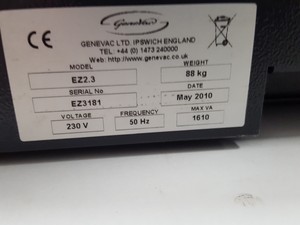 Genevac
GENEVAC LTD. IPSWICH ENGLAND
TEL: +44 (0) 1473 240000
Web: http://www.genevac.co.uk
MODEL WEIGHT
EZ2.3 88 kg
SERIAL No. DATE
EZ3181 May 2010
VOLTAGE FREQUENCY MAX VA
230 V 50 Hz 1610